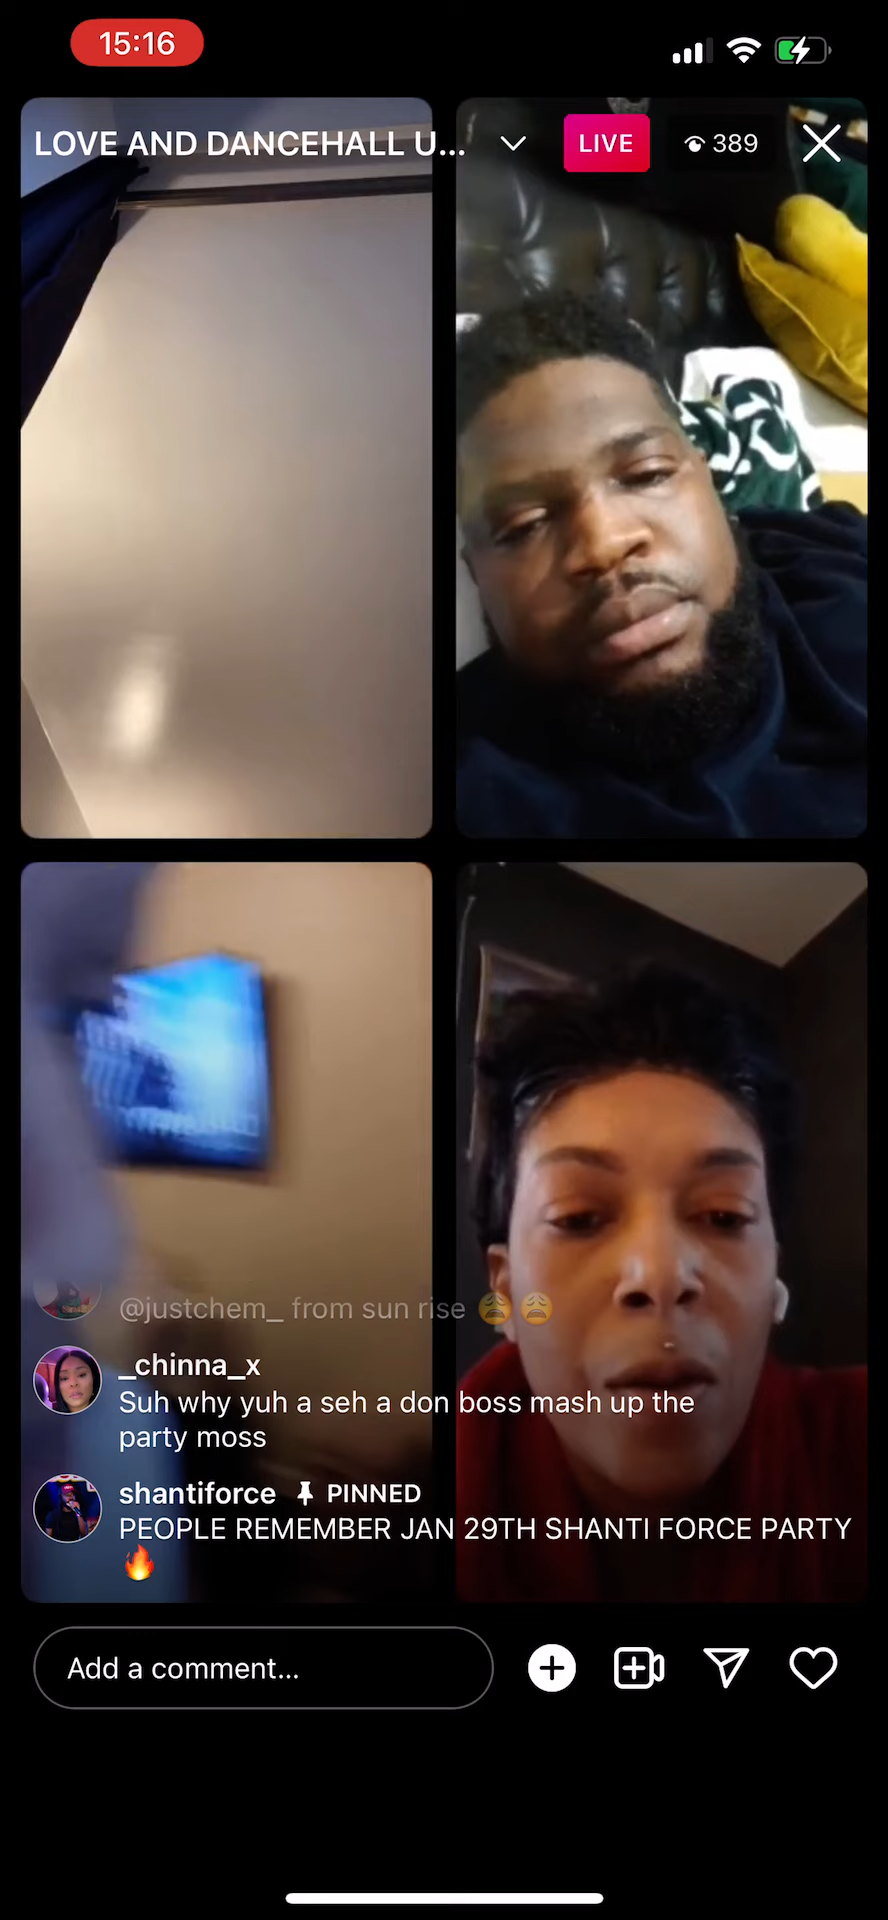 15:16
LOVE AND DANCEHALL U...
LIVE
389
@justchem_ from sun rise 😩😩
_chinna_x
Suh why yuh a seh a don boss mash up the
party moss
shantiforce 📌 PINNED
PEOPLE REMEMBER JAN 29TH SHANTI FORCE PARTY
🔥
Add a comment...